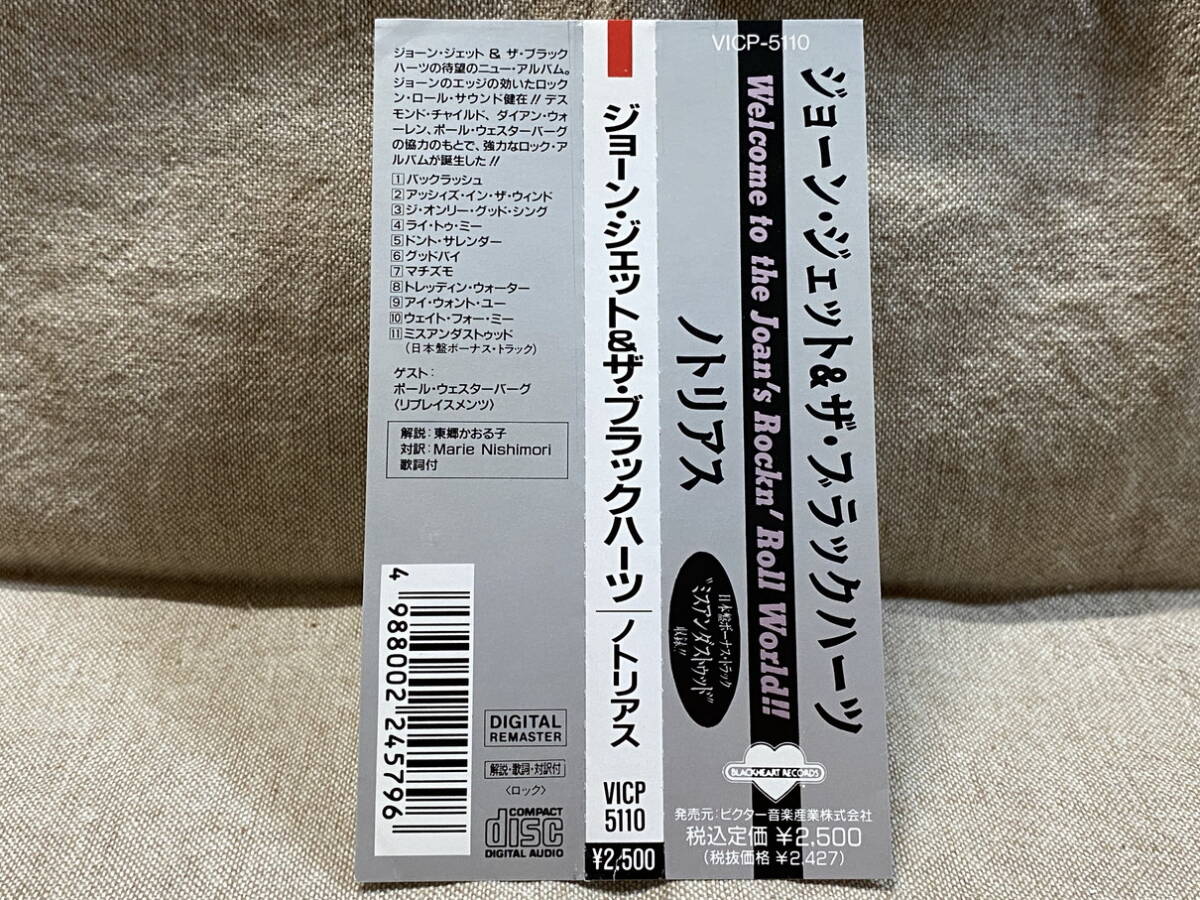 ジョーン・ジェット & ザ・ブラック
ハーツの待望のニュー・アルバム。
ジョーンのエッジの効いたロック
ン・ロール・サウンド健在!! デス
モンド・チャイルド、ダイアン・ウォ
ーレン、ポール・ウェスターバーグ
の協力のもとで、強力なロック・ア
ルバムが誕生した!!
1 バックラッシュ
2 アッシィズ・イン・ザ・ウィンド
3 ジ・オンリー・グッド・シング
4 ライ・トゥ・ミー
5 ドント・サレンダー
6 グッドバイ
7 マチズモ
8 トレッディン・ウォーター
9 アイ・ウォント・ユー
10 ウェイト・フォー・ミー
11 ミスアンダストゥッド
(日本盤ボーナス・トラック)
ゲスト:
ポール・ウェスターバーグ
〈リプレイスメンツ〉
解説:東郷かおる子
対訳:Marie Nishimori
歌詞付
4 988002 245796
DIGITAL
REMASTER
解説・歌詞・対訳付
〈ロック〉
COMPACT
disc
DIGITAL AUDIO
ジョーン・ジェット&ザ・ブラックハーツ/ノトリアス
VICP
5110
¥2,500
VICP-5110
ジョーン・ジェット&ザ・ブラックハーツ
Welcome to the Joan's Rockn' Roll World!!
ノトリアス
日本盤ボーナス・トラック
"ミスアンダストゥッド"
収録!!
BLACKHEART RECORDS
発売元:ビクター音楽産業株式会社
税込定価 ¥2,500
(税抜価格 ¥2,427)